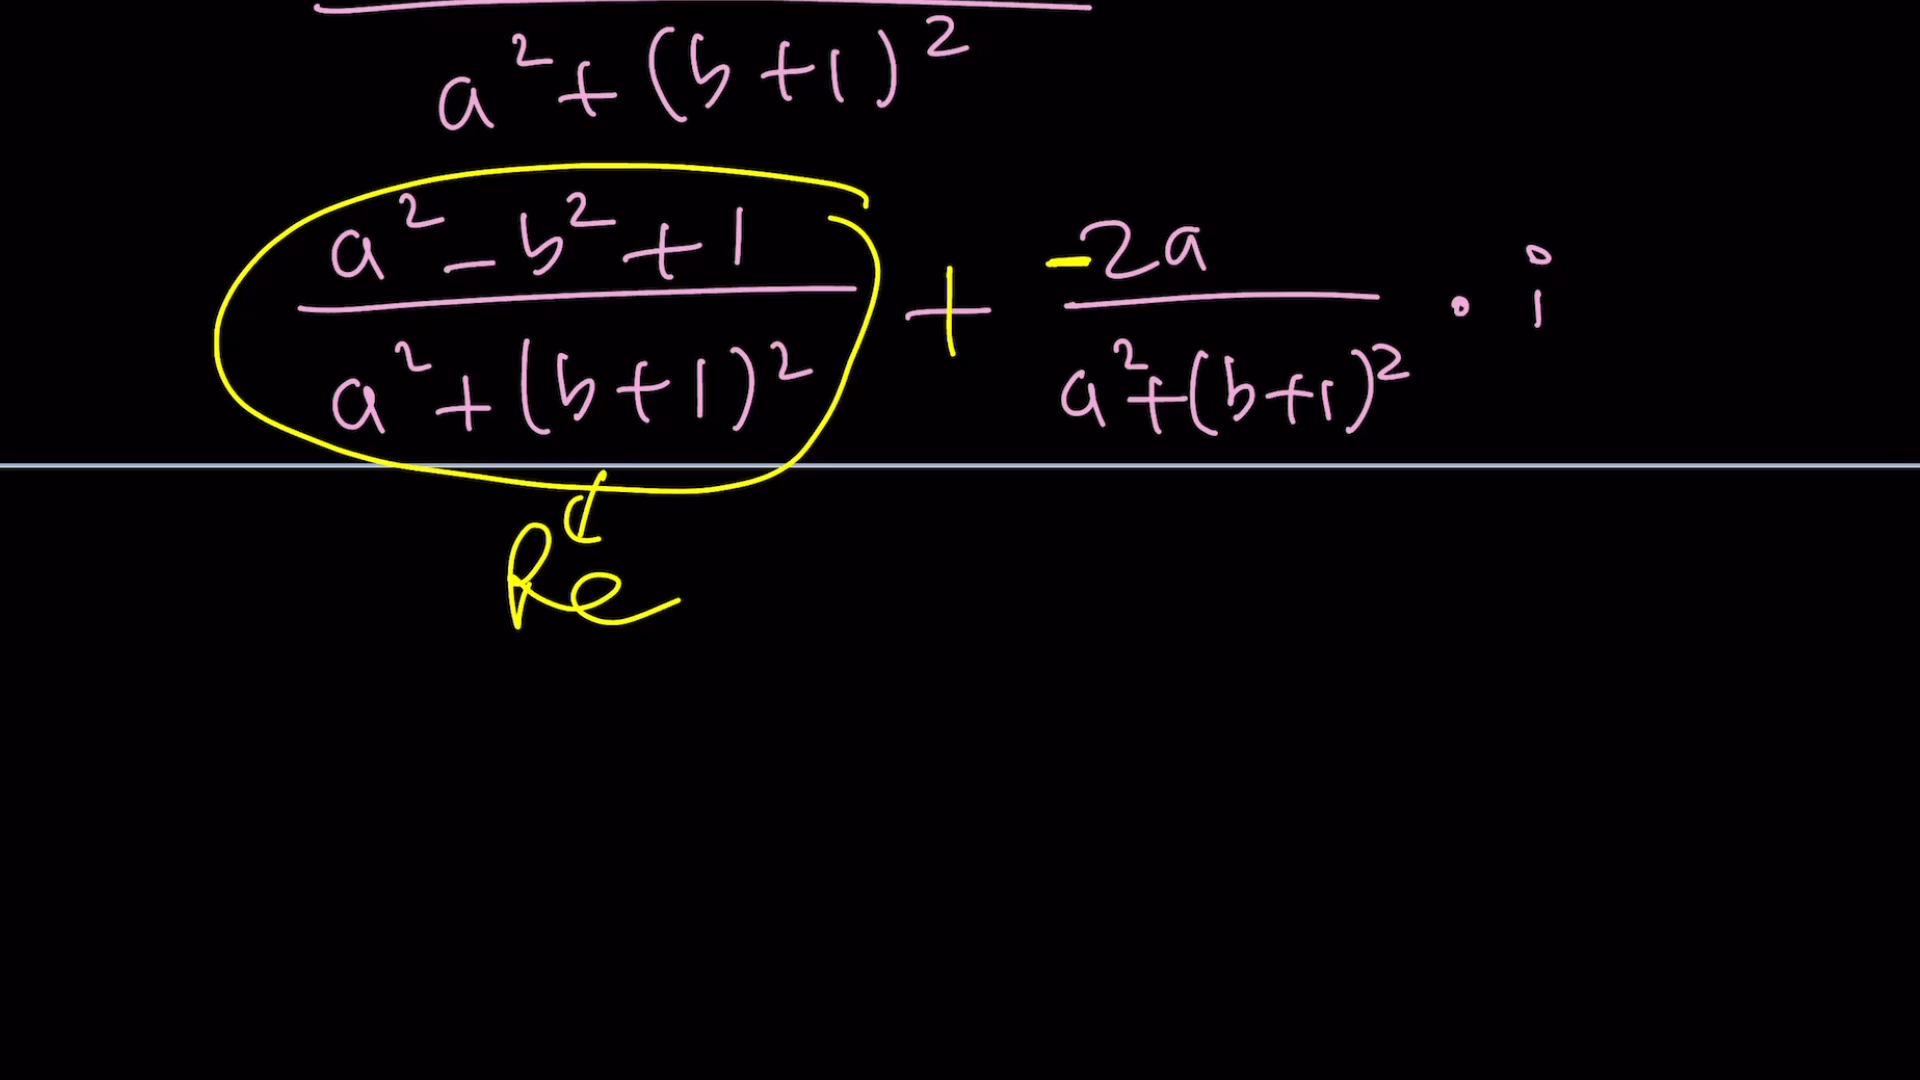 a² + (b + 1)²
a² - b² + 1 + -2a · i
a² + (b + 1)² a² + (b + 1)²
Re